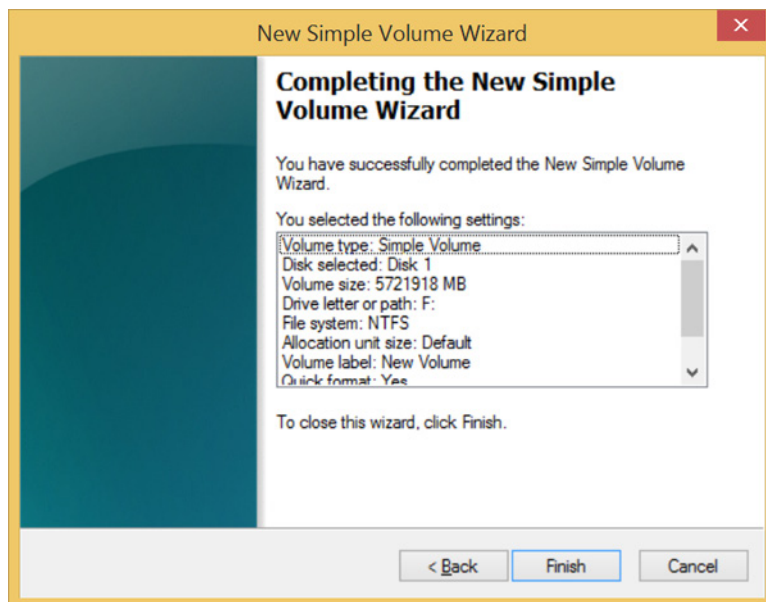 New Simple Volume Wizard
Completing the New Simple
Volume Wizard
You have successfully completed the New Simple Volume
Wizard.
You selected the following settings:
Volume type: Simple Volume
Disk selected: Disk 1
Volume size: 5721918 MB
Drive letter or path: F:
File system: NTFS
Allocation unit size: Default
Volume label: New Volume
Quick format: Yes
To close this wizard, click Finish.
< Back
Finish
Cancel